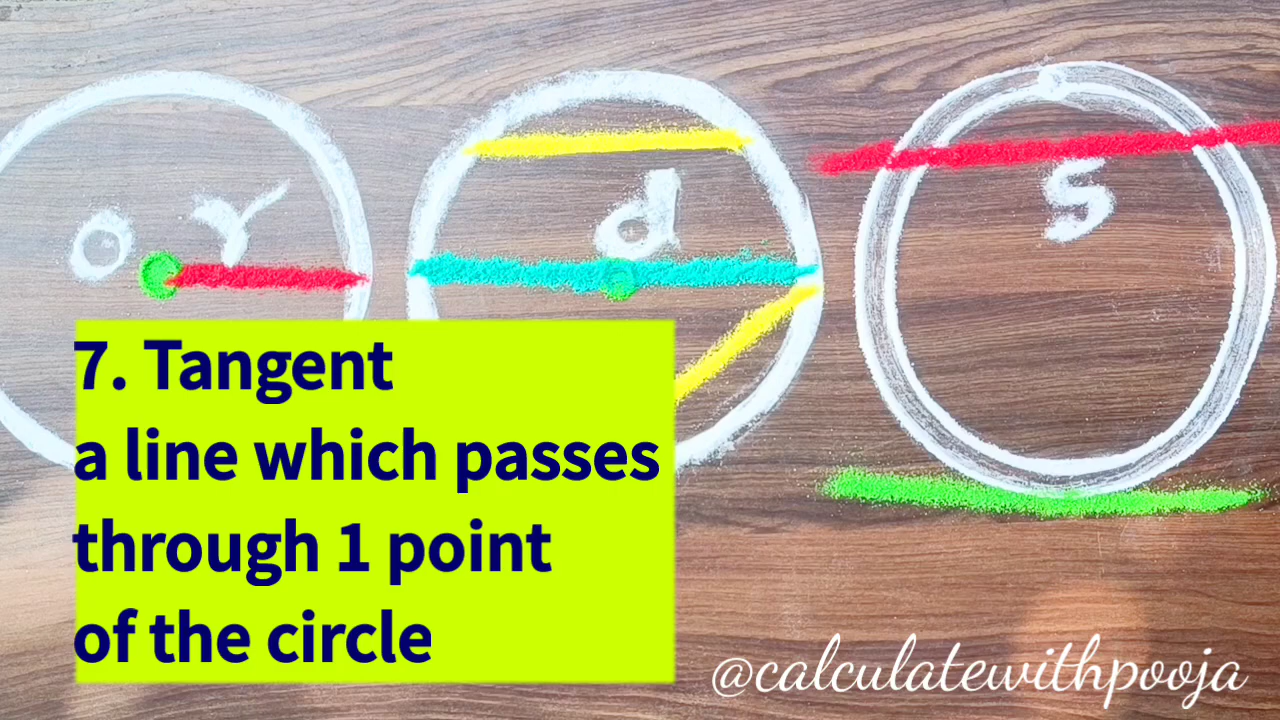 o r
d
s
7. Tangent
a line which passes
through 1 point
of the circle
@calculatewithpooja